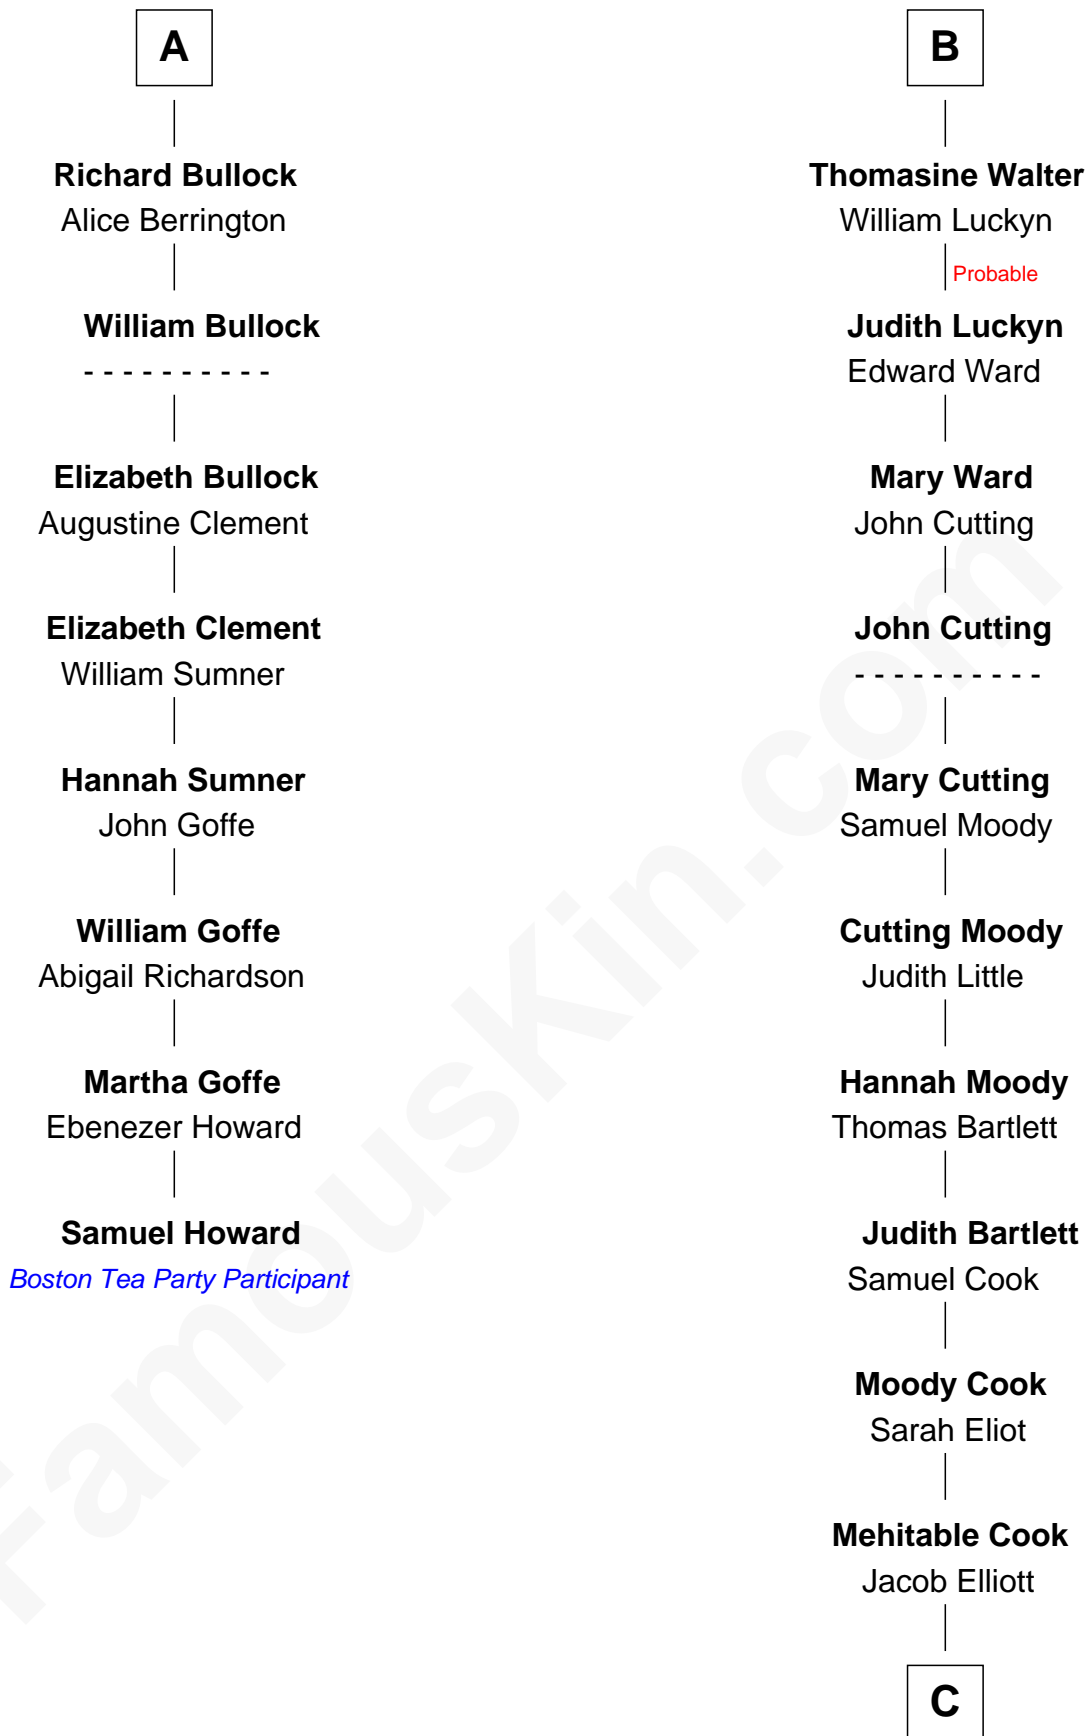 A
Richard Bullock
Alice Berrington
William Bullock
- - - - - - - - - -
Elizabeth Bullock
Augustine Clement
Elizabeth Clement
William Sumner
Hannah Sumner
John Goffe
William Goffe
Abigail Richardson
Martha Goffe
Ebenezer Howard
Samuel Howard
Boston Tea Party Participant
B
Thomasine Walter
William Luckyn
Probable
Judith Luckyn
Edward Ward
Mary Ward
John Cutting
John Cutting
- - - - - - - - - -
Mary Cutting
Samuel Moody
Cutting Moody
Judith Little
Hannah Moody
Thomas Bartlett
Judith Bartlett
Samuel Cook
Moody Cook
Sarah Eliot
Mehitable Cook
Jacob Elliott
C
FamousKin.com